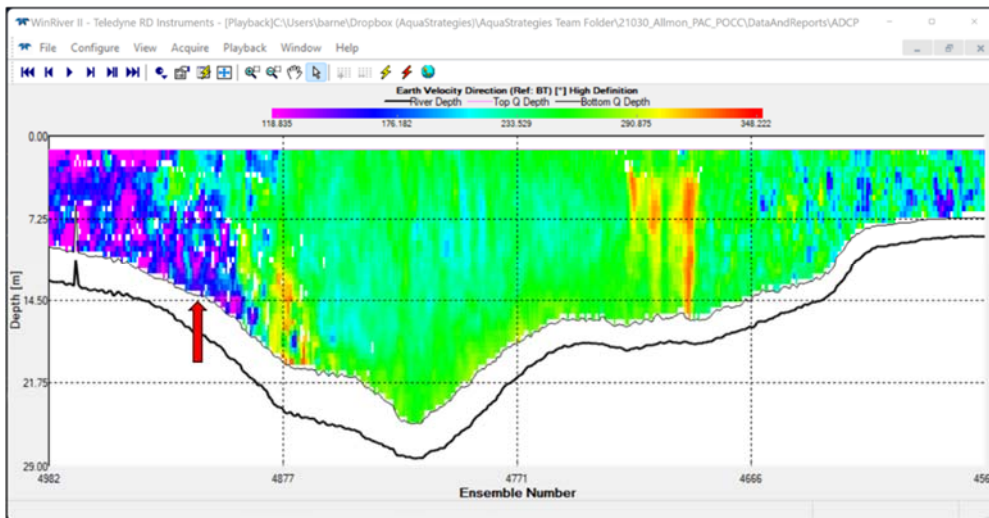 WinRiver II - Teledyne RD Instruments - [Playback]C:\Users\barne\Dropbox (AquaStrategies)\AquaStrategies Team Folder\21030_Allmon_PAC_POCC\DataAndReports\ADCP
File Configure View Acquire Playback Window Help
Earth Velocity Direction (Ref: BT) [°] High Definition
River Depth Top Q Depth Bottom Q Depth
118.835 176.182 233.529 290.875 348.222
0.00
7.25
14.50
21.75
29.00
Depth [m]
4982 4877 4771 4666 456
Ensemble Number